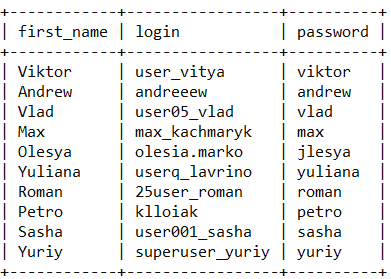 first_name login password
Viktor user_vitya viktor
Andrew andreeew andrew
Vlad user05_vlad vlad
Max max_kachmaryk max
Olesya olesia.marko jlesya
Yuliana userq_lavrino yuliana
Roman 25user_roman roman
Petro klloiak petro
Sasha user001_sasha sasha
Yuriy superuser_yuriy yuriy